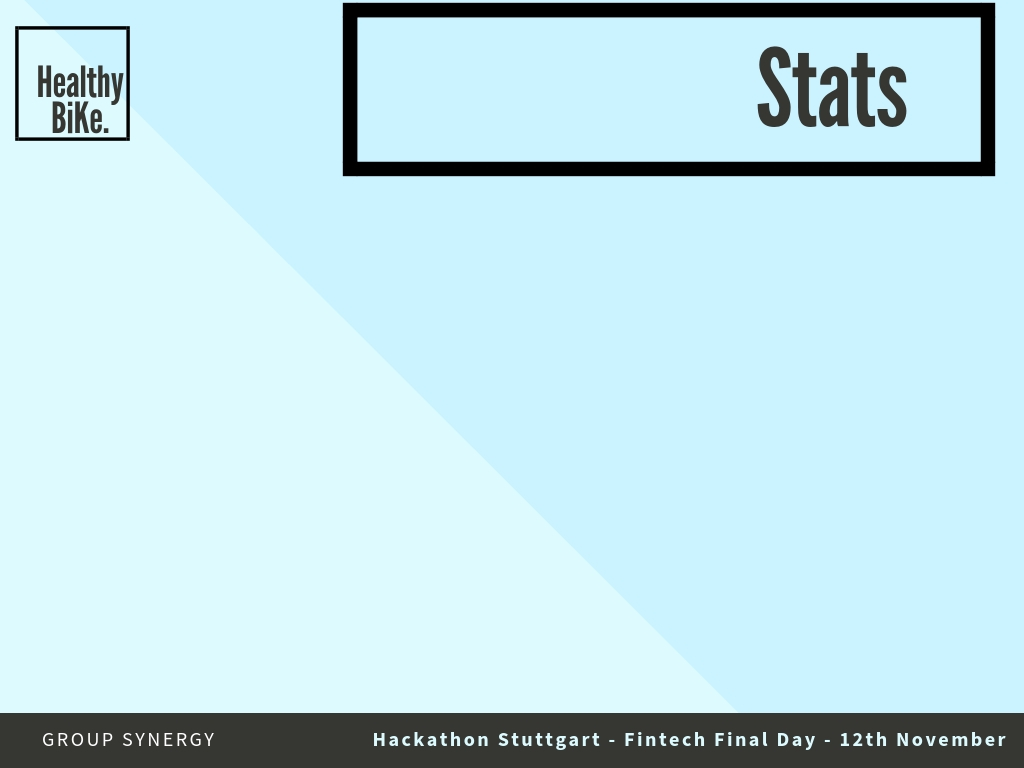 Healthy
BiKe.
Stats
GROUP SYNERGY
Hackathon Stuttgart - Fintech Final Day - 12th November